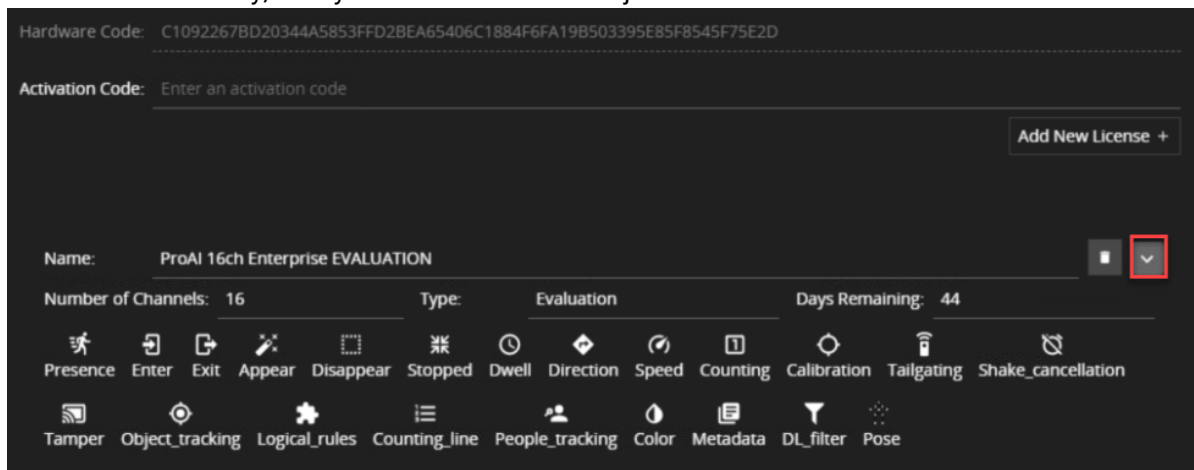 Hardware Code: C1092267BD20344A5853FFD2BEA65406C1884F6FA19B503395E85F8545F75E2D
Activation Code: Enter an activation code
Add New License +
Name: ProAI 16ch Enterprise EVALUATION
Number of Channels: 16 Type: Evaluation Days Remaining: 44
Presence Enter Exit Appear Disappear Stopped Dwell Direction Speed Counting Calibration Tailgating Shake_cancellation
Tamper Object_tracking Logical_rules Counting_line People_tracking Color Metadata DL_filter Pose